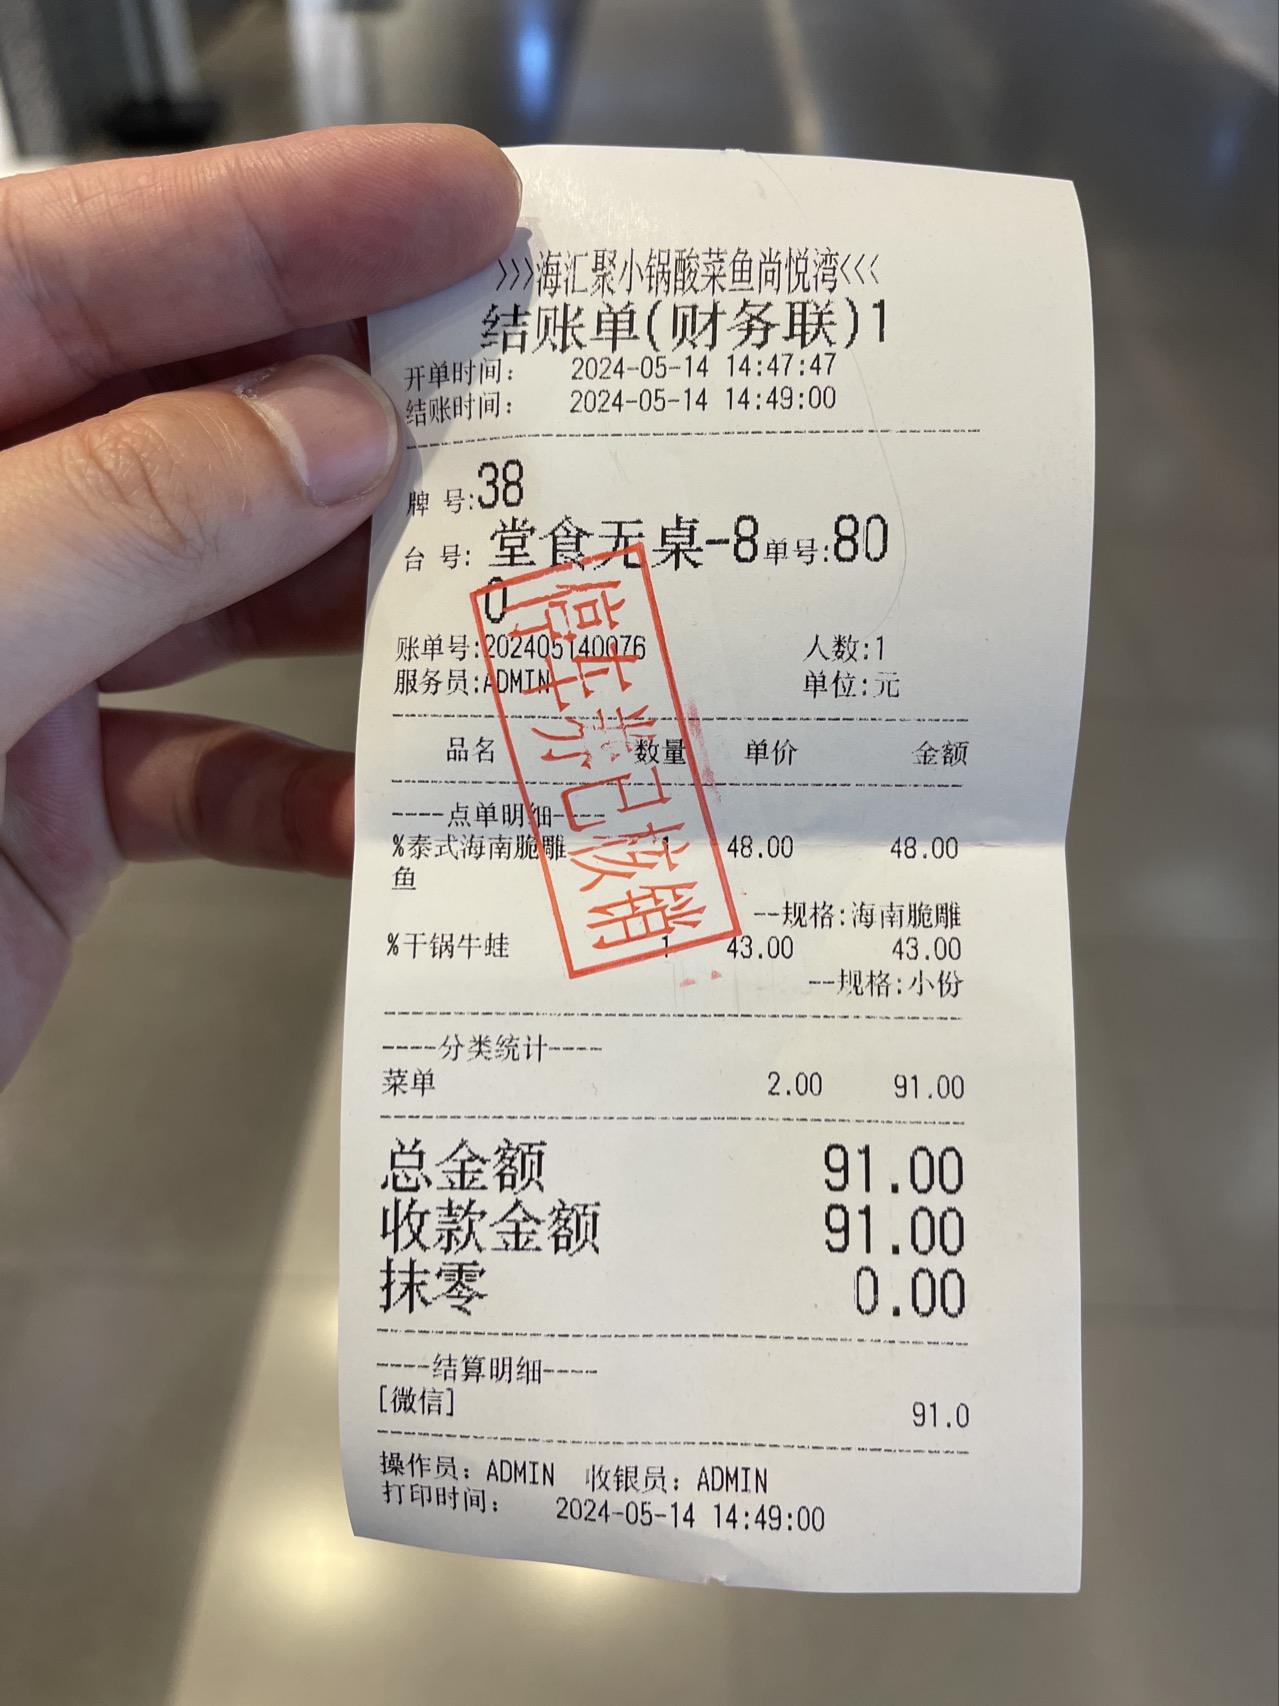 >>>海汇聚小锅酸菜鱼尚悦湾<<<
结账单(财务联)1
开单时间: 2024-05-14 14:47:47
结账时间: 2024-05-14 14:49:00
牌 号:38
台 号: 堂食无桌-8单号:80
0
账单号:202405140076 人数:1
服务员:ADMIN 单位:元
品名 数量 单价 金额
----点单明细----
%泰式海南脆雕 1 48.00 48.00
鱼
--规格:海南脆雕
%干锅牛蛙 1 43.00 43.00
--规格:小份
----分类统计----
菜单 2.00 91.00
总金额 91.00
收款金额 91.00
抹零 0.00
----结算明细----
[微信] 91.0
操作员: ADMIN 收银员: ADMIN
打印时间: 2024-05-14 14:49:00
停车券已核销